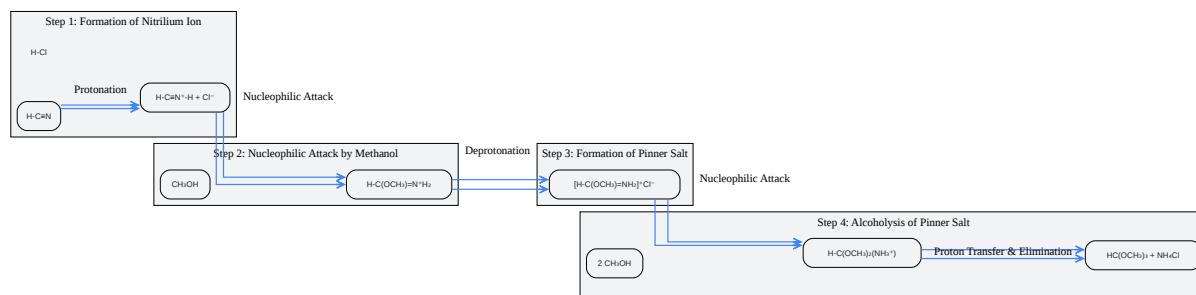 Step 1: Formation of Nitrilium Ion
H-Cl
Protonation
H-C≡N⁺-H + Cl⁻
Nucleophilic Attack
H-C≡N
Step 2: Nucleophilic Attack by Methanol
Deprotonation
Step 3: Formation of Pinner Salt
CH₃OH
H-C(OCH₃)=N⁺H₂
[H-C(OCH₃)=NH₂]⁺Cl⁻
Nucleophilic Attack
Step 4: Alcoholysis of Pinner Salt
2 CH₃OH
H-C(OCH₃)₂(NH₃⁺)
Proton Transfer & Elimination
HC(OCH₃)₃ + NH₄Cl